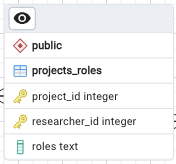 public
projects_roles
project_id integer
researcher_id integer
roles text